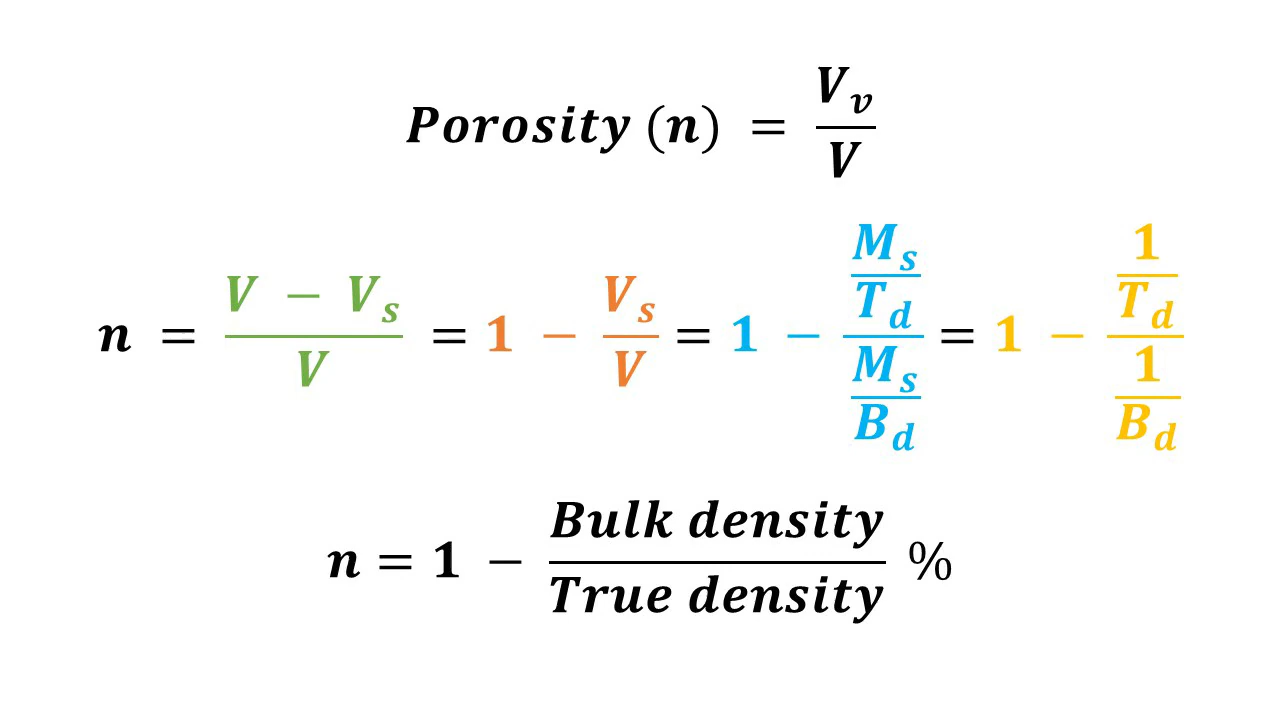 Porosity (n) = V_v / V
n = (V − V_s) / V = 1 − V_s / V = 1 − (M_s / T_d) / (M_s / B_d) = 1 − (1 / T_d) / (1 / B_d)
n = 1 − Bulk density / True density %